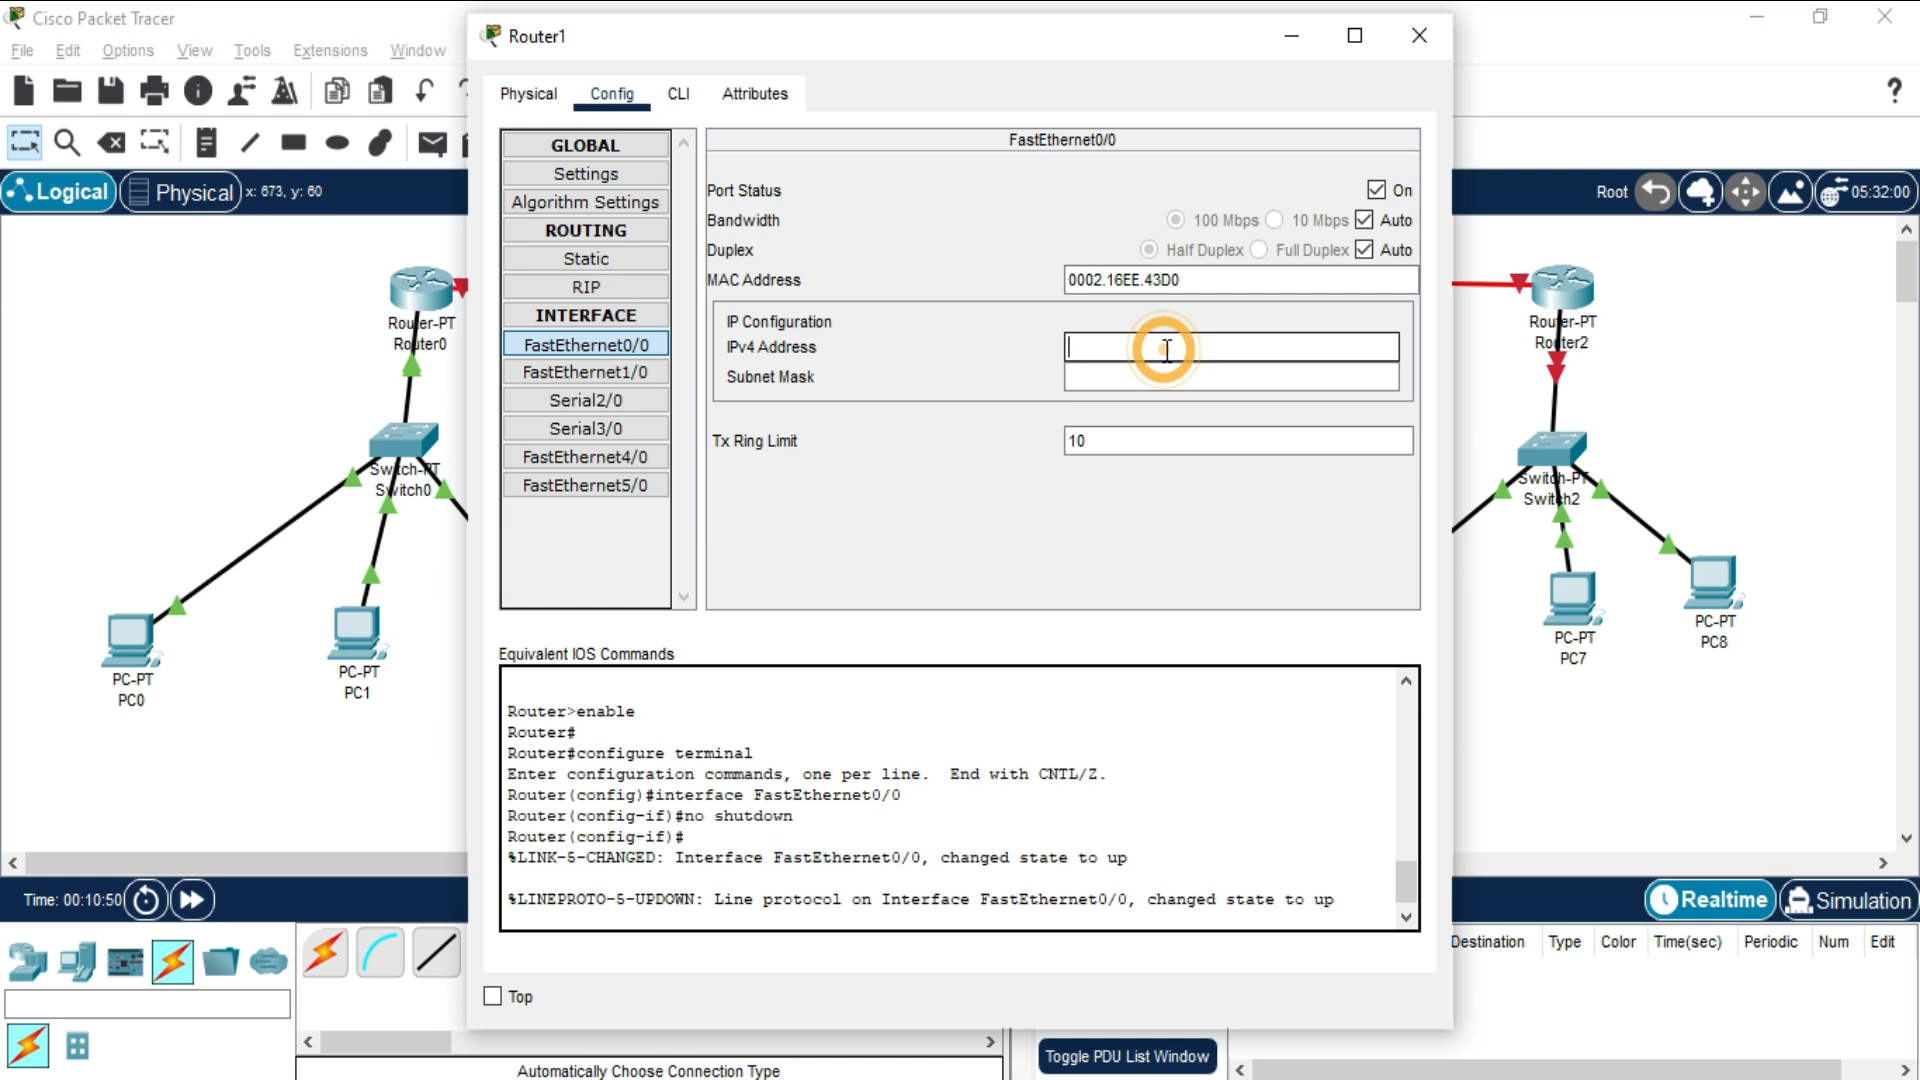 Cisco Packet Tracer
File Edit Options View Tools Extensions Window
Logical Physical x: 673, y: 60
Root 05:32:00
Router1
Physical Config CLI Attributes
GLOBAL
Settings
Algorithm Settings
ROUTING
Static
RIP
INTERFACE
FastEthernet0/0
FastEthernet1/0
Serial2/0
Serial3/0
FastEthernet4/0
FastEthernet5/0
FastEthernet0/0
Port Status On
Bandwidth 100 Mbps 10 Mbps Auto
Duplex Half Duplex Full Duplex Auto
MAC Address 0002.16EE.43D0
IP Configuration
IPv4 Address
Subnet Mask
Tx Ring Limit 10
Equivalent IOS Commands
Router>enable
Router#
Router#configure terminal
Enter configuration commands, one per line. End with CNTL/Z.
Router(config)#interface FastEthernet0/0
Router(config-if)#no shutdown
Router(config-if)#
%LINK-5-CHANGED: Interface FastEthernet0/0, changed state to up
%LINEPROTO-5-UPDOWN: Line protocol on Interface FastEthernet0/0, changed state to up
Top
Router-PT
Router0
Switch-PT
Switch0
PC-PT
PC0
PC-PT
PC1
Router-PT
Router2
Switch-PT
Switch2
PC-PT
PC7
PC-PT
PC8
Time: 00:10:50
Realtime Simulation
Destination Type Color Time(sec) Periodic Num Edit
Toggle PDU List Window
Automatically Choose Connection Type